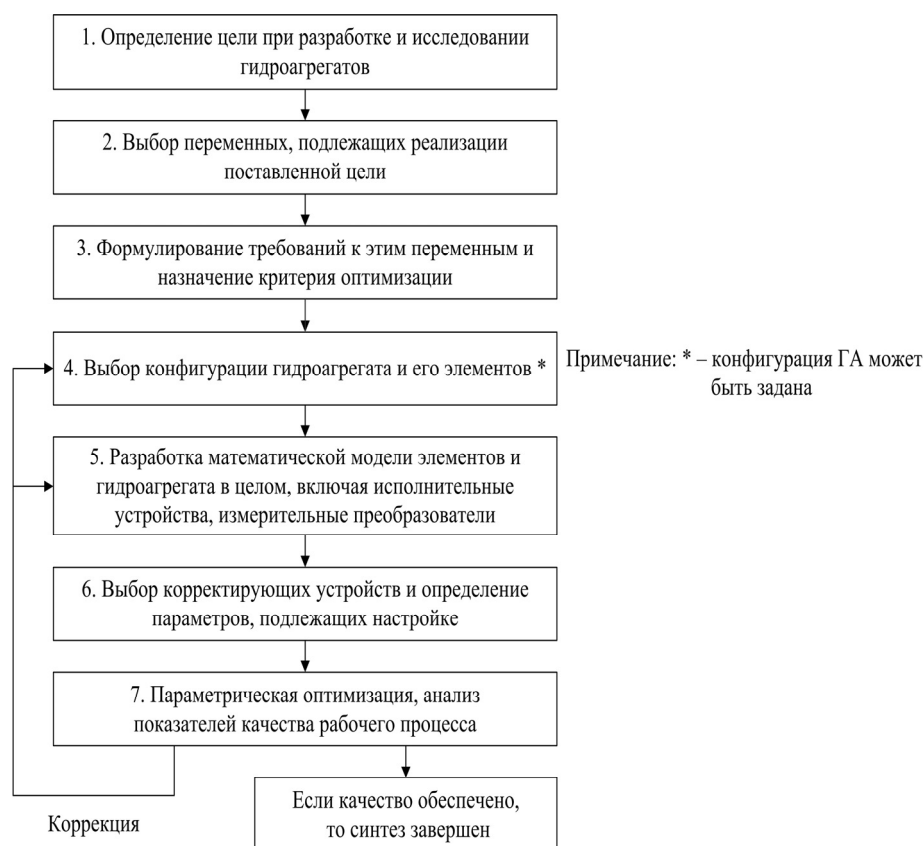 1. Определение цели при разработке и исследовании
гидроагрегатов
2. Выбор переменных, подлежащих реализации
поставленной цели
3. Формулирование требований к этим переменным и
назначение критерия оптимизации
4. Выбор конфигурации гидроагрегата и его элементов *
Примечание: * – конфигурация ГА может
быть задана
5. Разработка математической модели элементов и
гидроагрегата в целом, включая исполнительные
устройства, измерительные преобразователи
6. Выбор корректирующих устройств и определение
параметров, подлежащих настройке
7. Параметрическая оптимизация, анализ
показателей качества рабочего процесса
Если качество обеспечено,
то синтез завершен
Коррекция